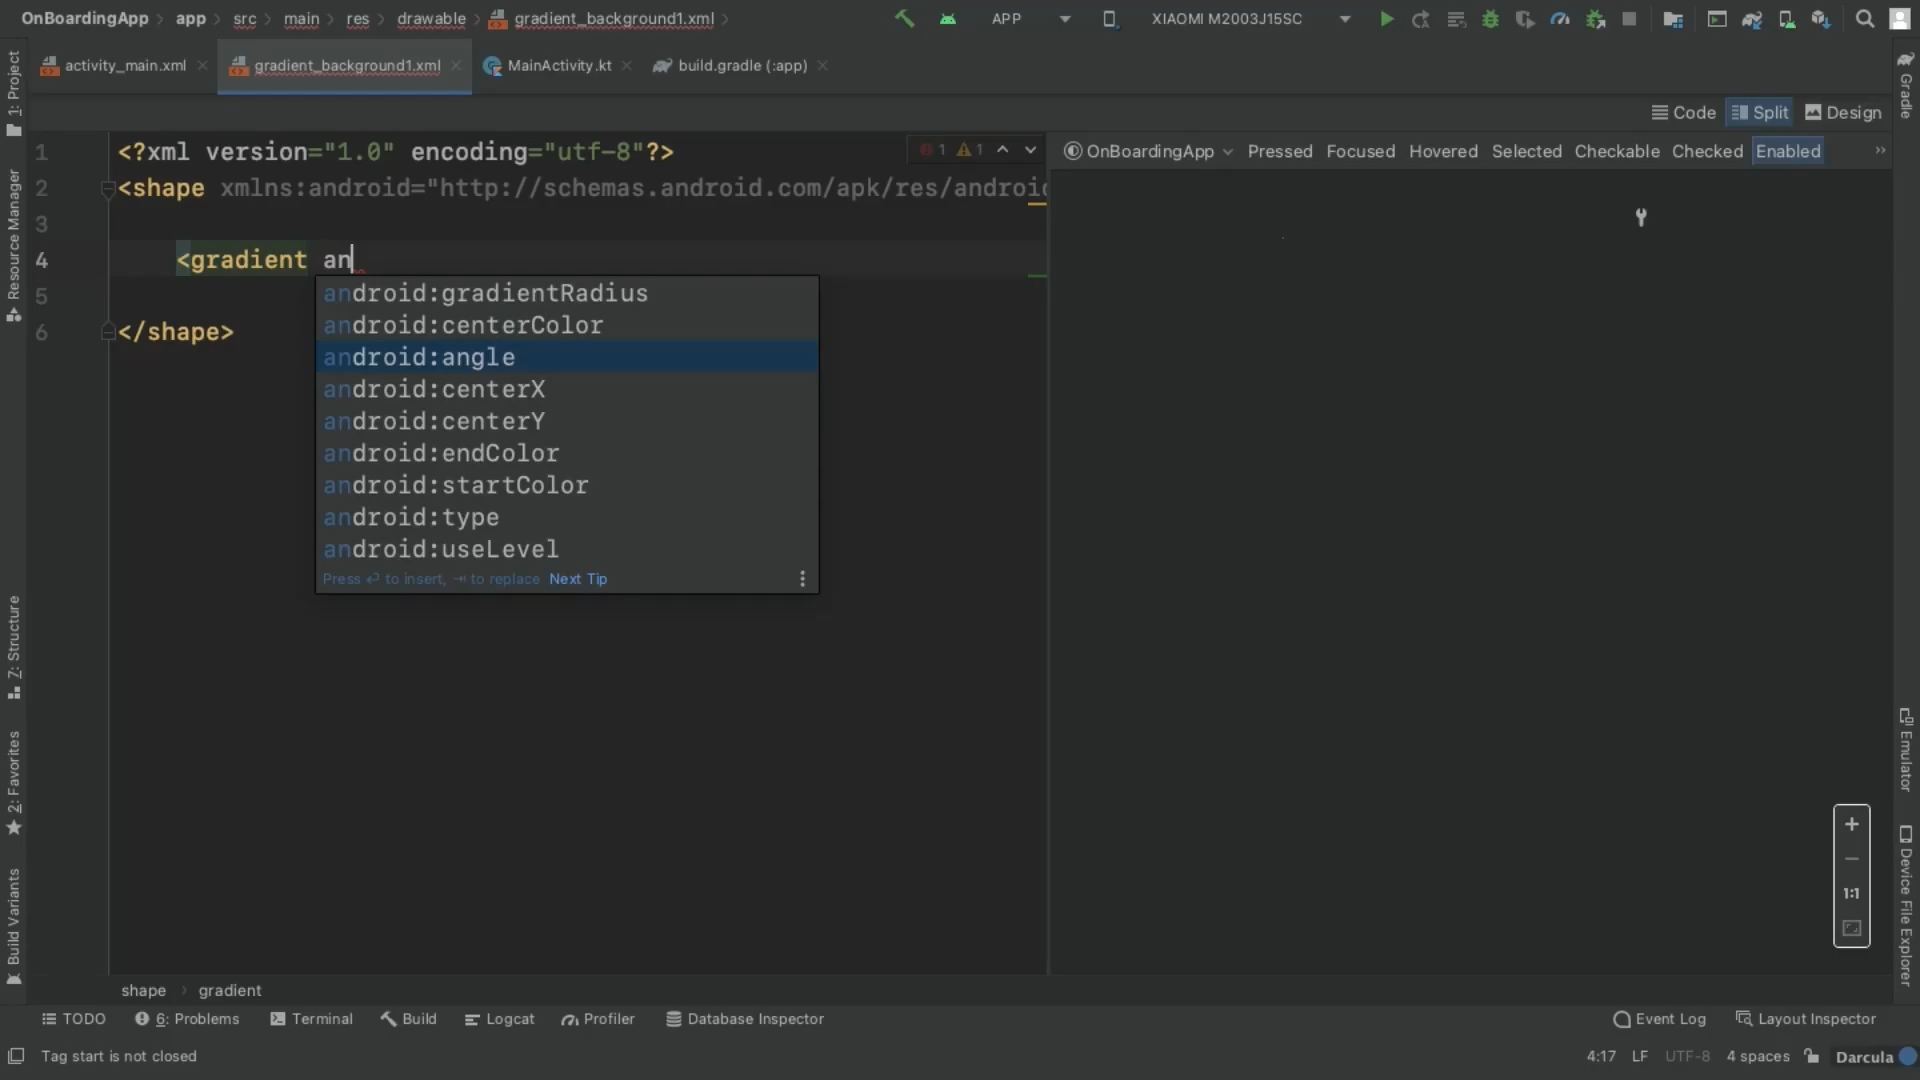 OnBoardingApp app src main res drawable gradient_background1.xml APP XIAOMI M2003J15SC
activity_main.xml gradient_background1.xml MainActivity.kt build.gradle (:app)
Code Split Design
1: Project
Resource Manager
Z: Structure
2: Favorites
Build Variants
1 <?xml version="1.0" encoding="utf-8"?>
2 <shape xmlns:android="http://schemas.android.com/apk/res/androi
3
4 <gradient an
5
6 </shape>
1 1
android:gradientRadius
android:centerColor
android:angle
android:centerX
android:centerY
android:endColor
android:startColor
android:type
android:useLevel
Press ⏎ to insert, ⇥ to replace Next Tip
OnBoardingApp Pressed Focused Hovered Selected Checkable Checked Enabled »
+
−
1:1
Gradle
Emulator
Device File Explorer
shape gradient
TODO 6: Problems Terminal Build Logcat Profiler Database Inspector Event Log Layout Inspector
Tag start is not closed 4:17 LF UTF-8 4 spaces Darcula